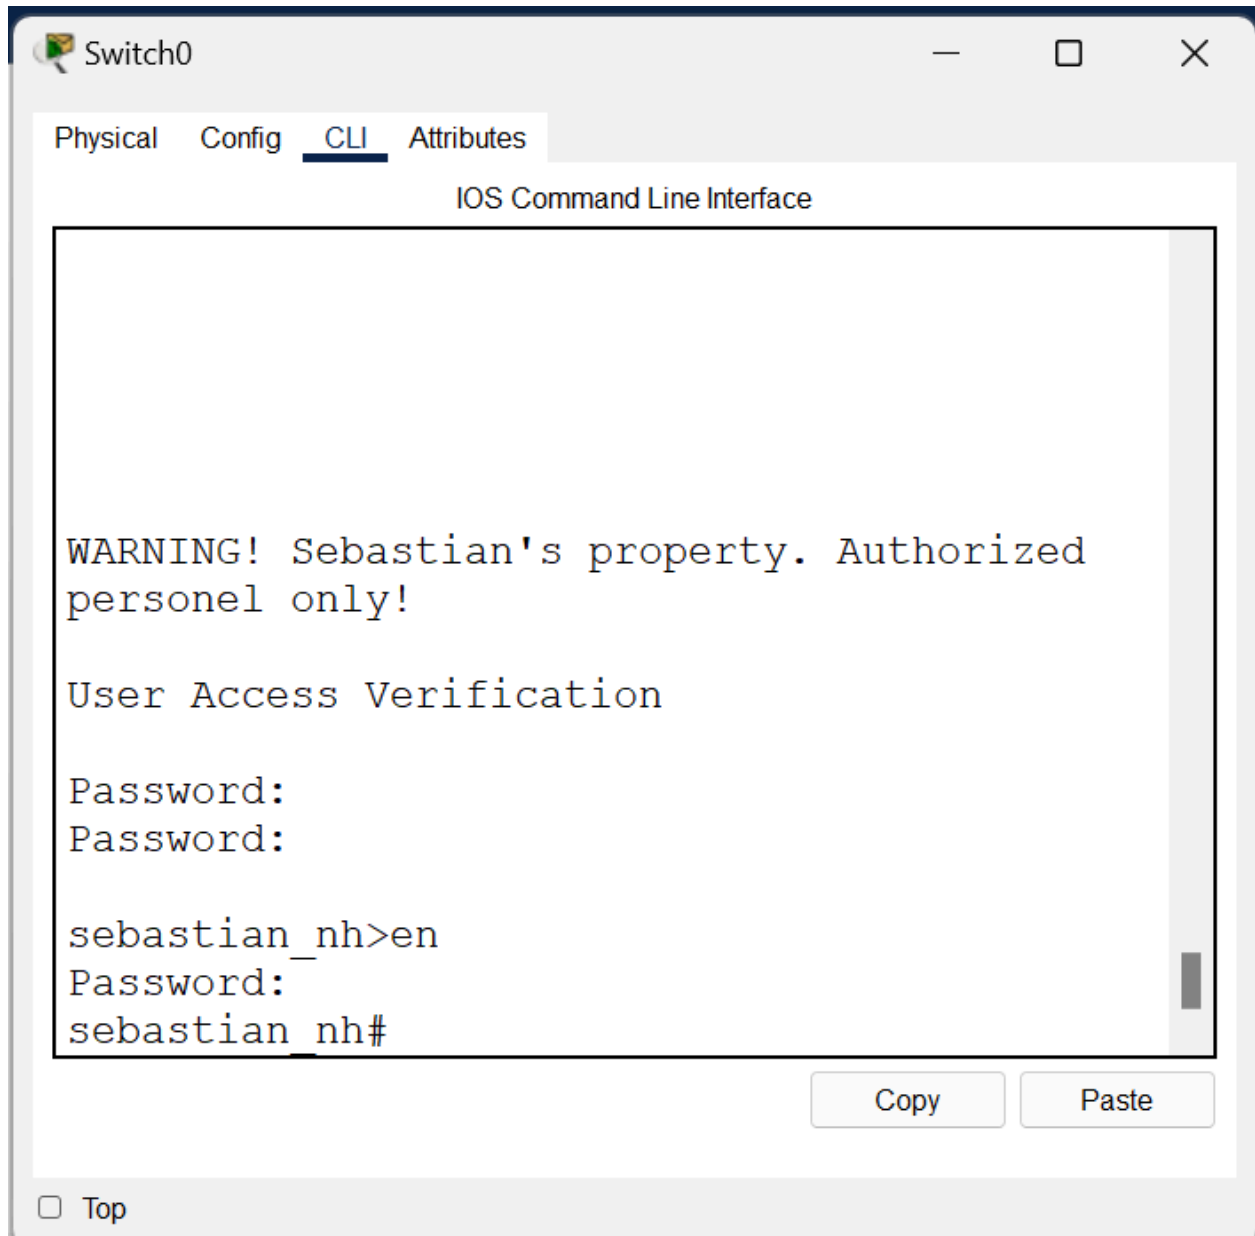 Switch0
Physical Config CLI Attributes
IOS Command Line Interface
WARNING! Sebastian's property. Authorized
personel only!
User Access Verification
Password:
Password:
sebastian_nh>en
Password:
sebastian_nh#
Copy Paste
Top